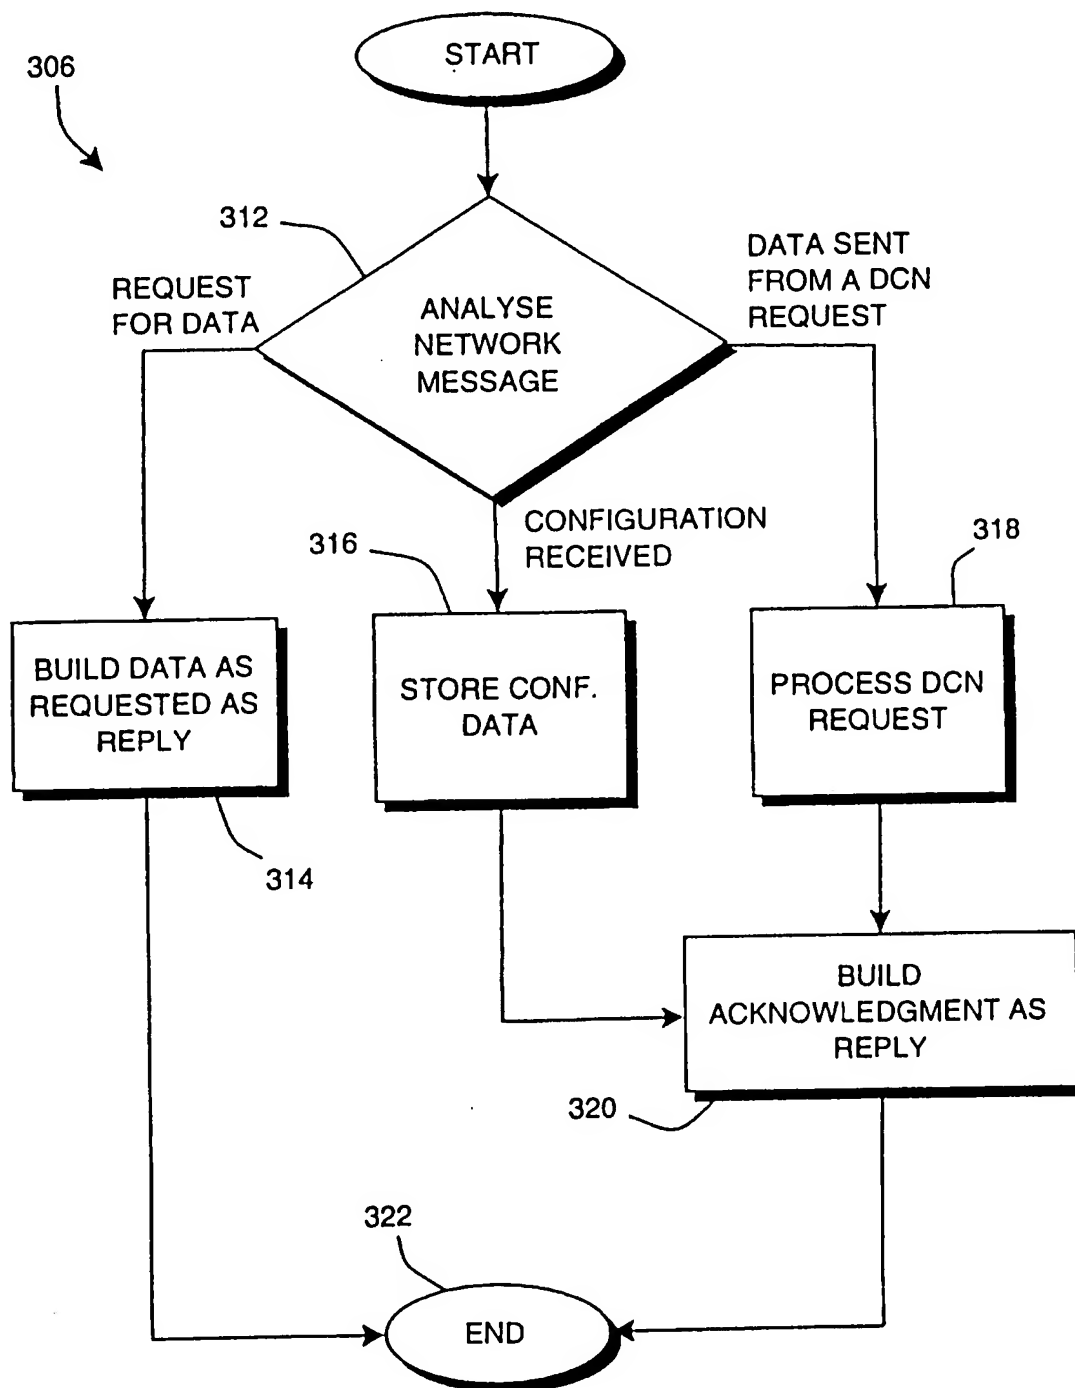 START
306
312
REQUEST
FOR DATA
ANALYSE
NETWORK
MESSAGE
DATA SENT
FROM A DCN
REQUEST
CONFIGURATION
RECEIVED
316
318
BUILD DATA AS
REQUESTED AS
REPLY
STORE CONF.
DATA
PROCESS DCN
REQUEST
314
BUILD
ACKNOWLEDGMENT AS
REPLY
320
322
END